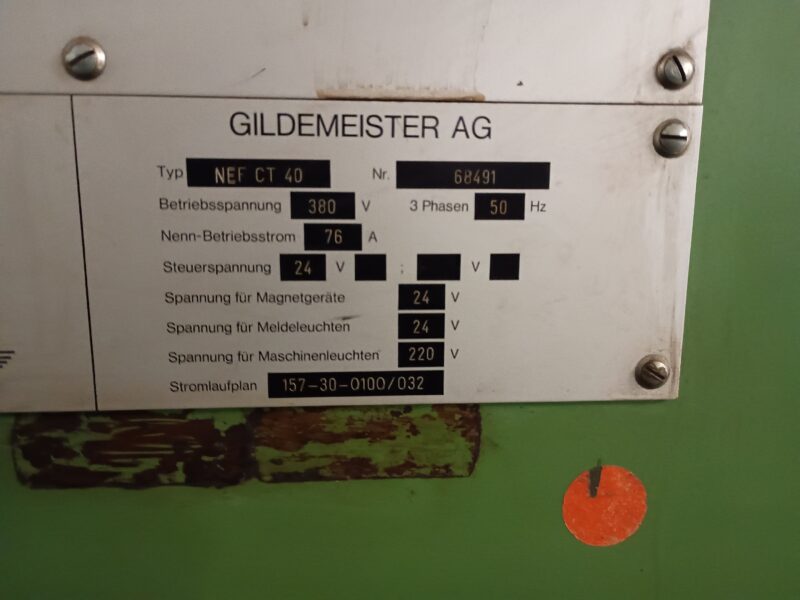 GILDEMEISTER AG
Typ NEF CT 40 Nr. 68491
Betriebsspannung 380 V 3 Phasen 50 Hz
Nenn-Betriebsstrom 76 A
Steuerspannung 24 V ; V
Spannung für Magnetgeräte 24 V
Spannung für Meldeleuchten 24 V
Spannung für Maschinenleuchten 220 V
Stromlaufplan 157-30-0100/032